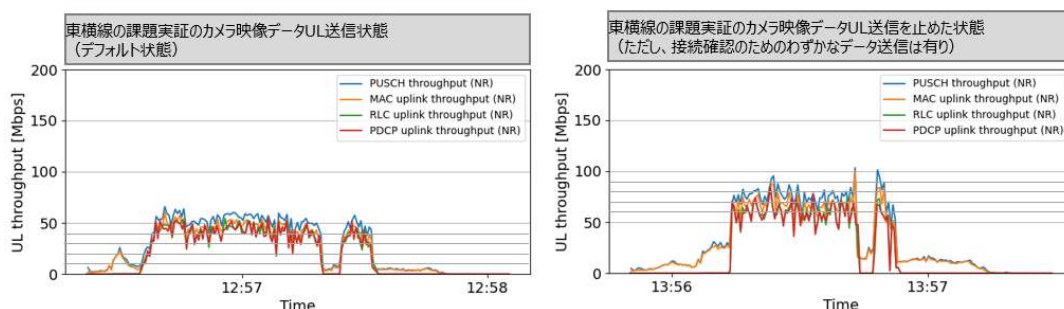 東横線の課題実証のカメラ映像データUL送信状態
（デフォルト状態）
200
150
100
50
0
UL throughput [Mbps]
PUSCH throughput (NR)
MAC uplink throughput (NR)
RLC uplink throughput (NR)
PDCP uplink throughput (NR)
12:57
12:58
Time
東横線の課題実証のカメラ映像データUL送信を止めた状態
（ただし、接続確認のためのわずかなデータ送信は有り）
200
150
100
50
0
UL throughput [Mbps]
PUSCH throughput (NR)
MAC uplink throughput (NR)
RLC uplink throughput (NR)
PDCP uplink throughput (NR)
13:56
13:57
Time